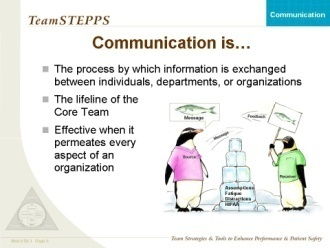 TeamSTEPPS
Communication
Communication is…
The process by which information is exchanged
between individuals, departments, or organizations
The lifeline of the
Core Team
Effective when it
permeates every
aspect of an
organization
Message
Feedback
Message
Source
Receiver
Assumptions
Fatigue
Distractions
HIPAA
Team Strategies & Tools to Enhance Performance & Patient Safety